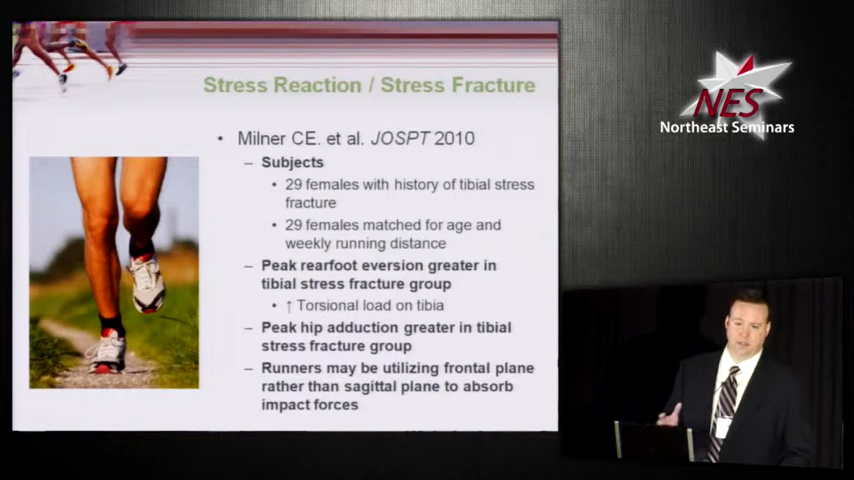 Stress Reaction / Stress Fracture
• Milner CE. et al. JOSPT 2010
– Subjects
• 29 females with history of tibial stress
fracture
• 29 females matched for age and
weekly running distance
– Peak rearfoot eversion greater in
tibial stress fracture group
• ↑ Torsional load on tibia
– Peak hip adduction greater in tibial
stress fracture group
– Runners may be utilizing frontal plane
rather than sagittal plane to absorb
impact forces
NES
Northeast Seminars